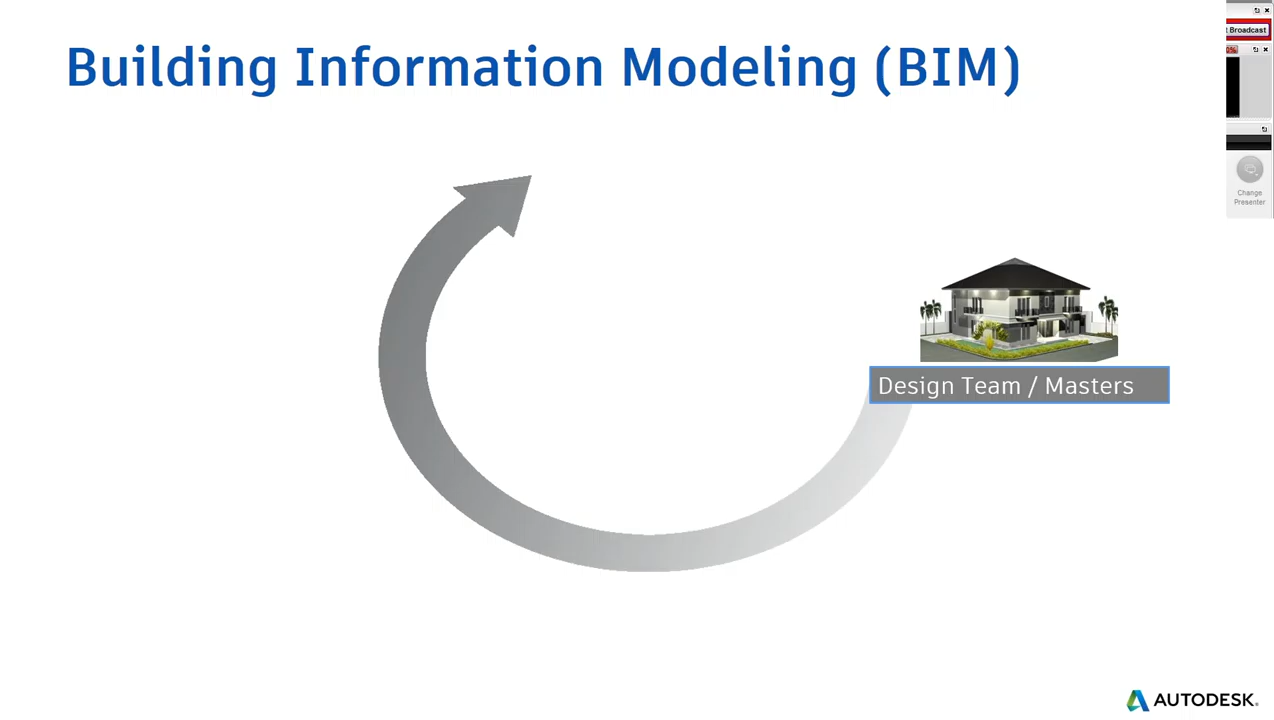 Building Information Modeling (BIM)
Broadcast
Change
Presenter
Design Team / Masters
AUTODESK.